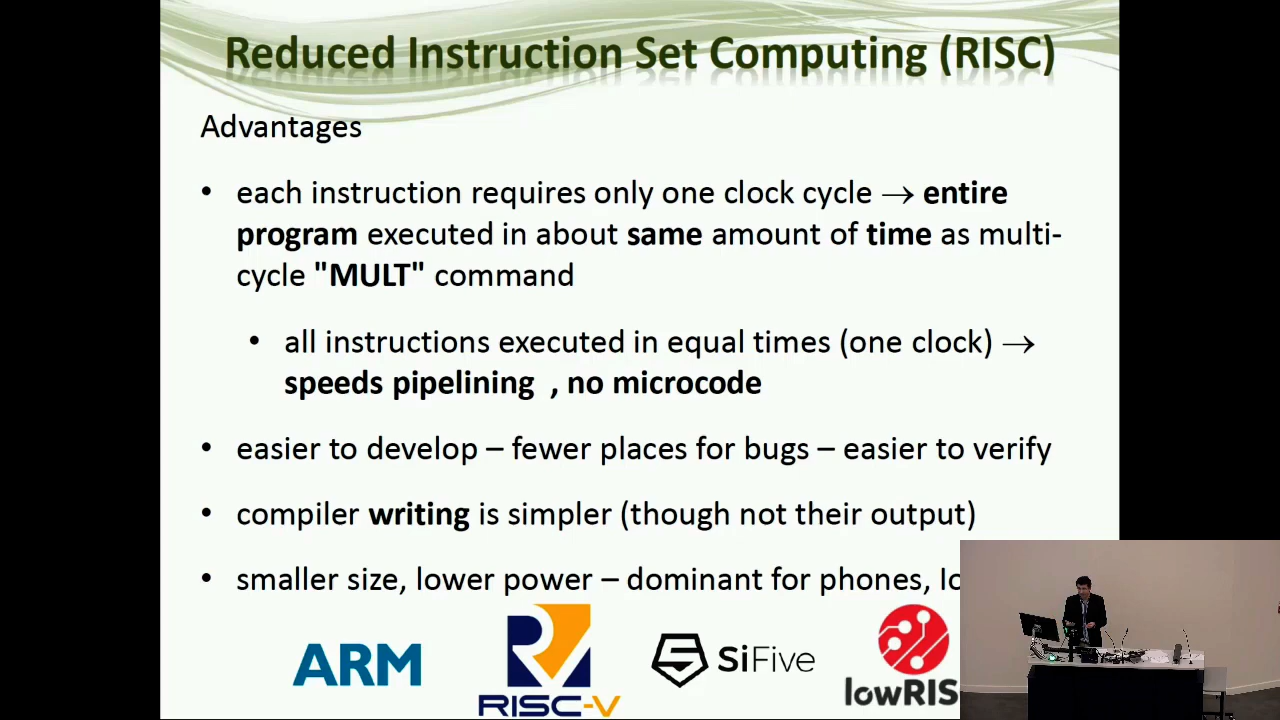 Reduced Instruction Set Computing (RISC)
Advantages
• each instruction requires only one clock cycle → entire
program executed in about same amount of time as multi-
cycle "MULT" command
• all instructions executed in equal times (one clock) →
speeds pipelining , no microcode
• easier to develop – fewer places for bugs – easier to verify
• compiler writing is simpler (though not their output)
• smaller size, lower power – dominant for phones,
ARM
RISC-V
SiFive
lowRIS